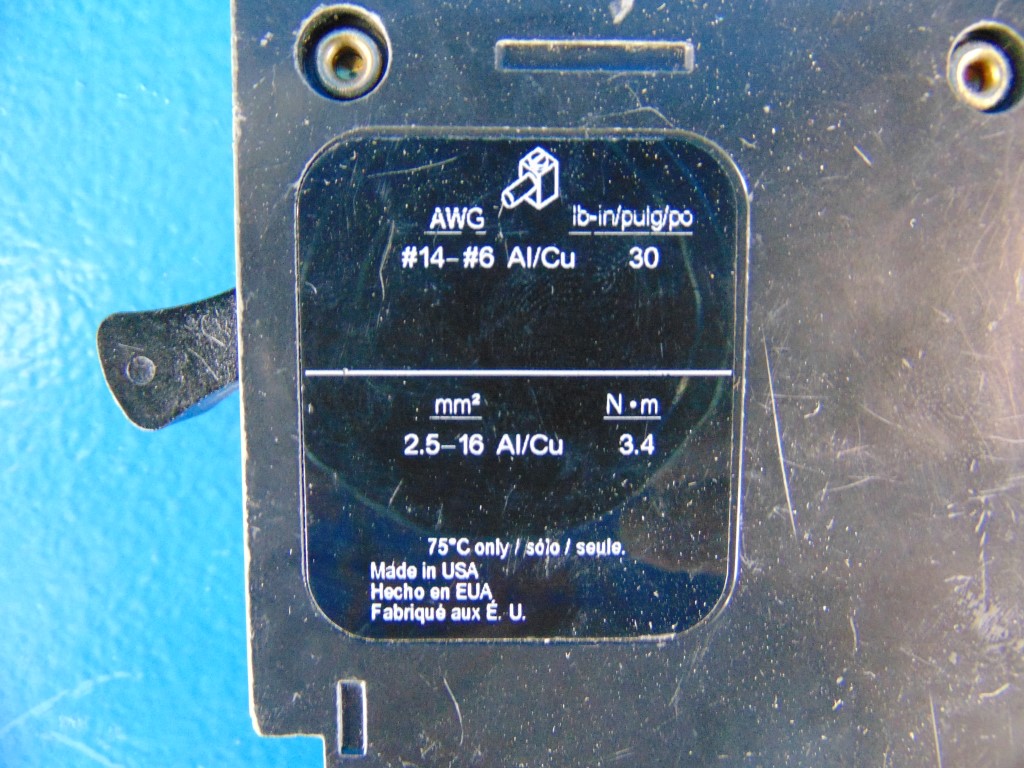 AWG lb-in/pulg/po
#14-#6 Al/Cu 30
mm² N•m
2.5-16 Al/Cu 3.4
75°C only / sólo / seule.
Made in USA
Hecho en EUA
Fabriqué aux É. U.